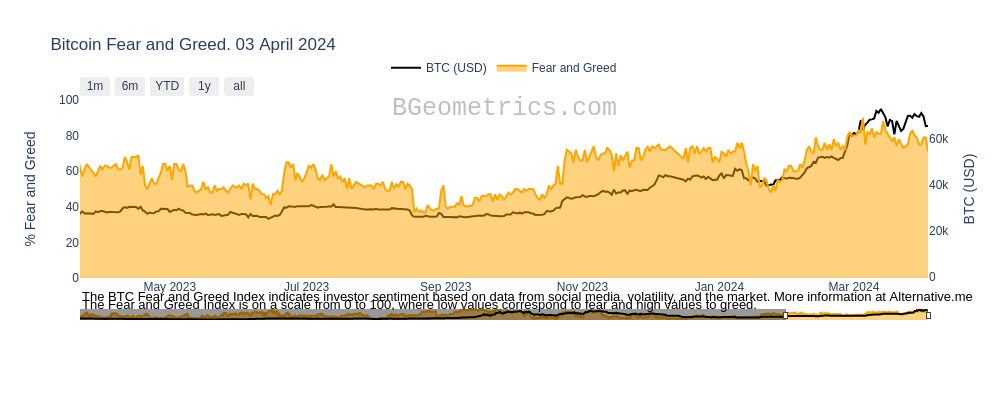 Bitcoin Fear and Greed. 03 April 2024
BTC (USD) Fear and Greed
1m 6m YTD 1y all
BGeometrics.com
100
80
60
40
20
0
% Fear and Greed
60k
40k
20k
0
BTC (USD)
May 2023 Jul 2023 Sep 2023 Nov 2023 Jan 2024 Mar 2024
The BTC Fear and Greed Index indicates investor sentiment based on data from social media, volatility, and the market. More information at Alternative.me
The Fear and Greed Index is on a scale from 0 to 100, where low values correspond to fear and high values to greed.